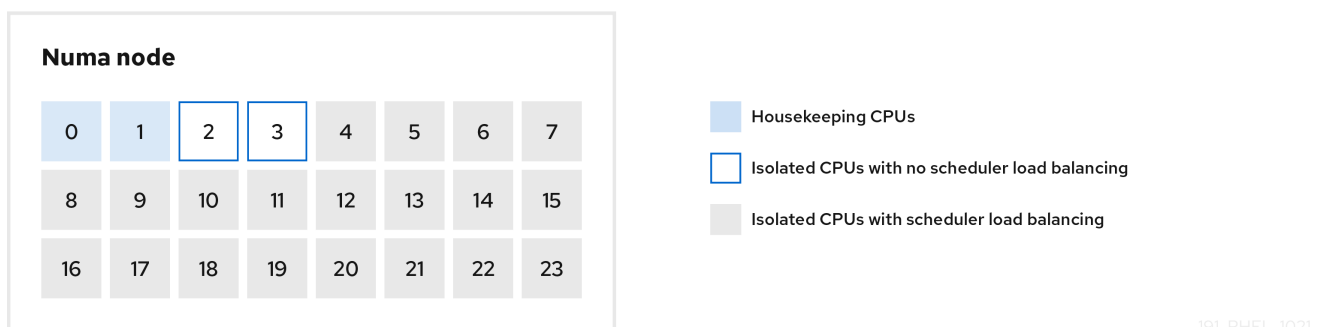 Numa node
0 1 2 3 4 5 6 7
8 9 10 11 12 13 14 15
16 17 18 19 20 21 22 23
Housekeeping CPUs
Isolated CPUs with no scheduler load balancing
Isolated CPUs with scheduler load balancing